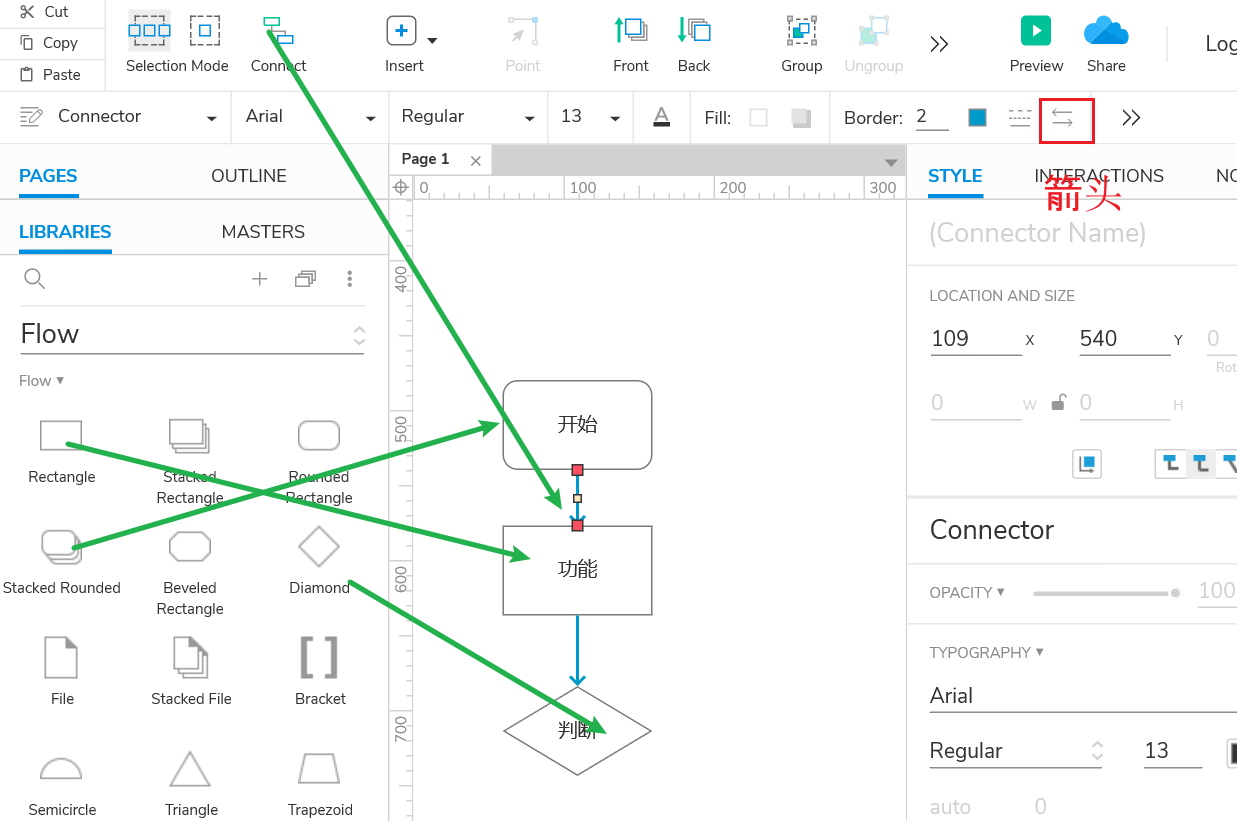 Cut
Copy
Paste
Selection Mode
Connect
Insert
Point
Front
Back
Group
Ungroup
Preview
Share
Log
Connector
Arial
Regular
13
A
Fill:
Border:
2
PAGES
OUTLINE
Page 1
STYLE
INTERACTIONS
NO
箭头
LIBRARIES
MASTERS
0
100
200
300
400
500
600
700
Flow
Flow
Rectangle
Stacked
Rectangle
Rounded
Rectangle
Stacked Rounded
Beveled
Rectangle
Diamond
File
Stacked File
Bracket
Semicircle
Triangle
Trapezoid
开始
功能
判断
(Connector Name)
LOCATION AND SIZE
109
X
540
Y
0
Rot
0
W
0
H
Connector
OPACITY
100
TYPOGRAPHY
Arial
Regular
13
auto
0